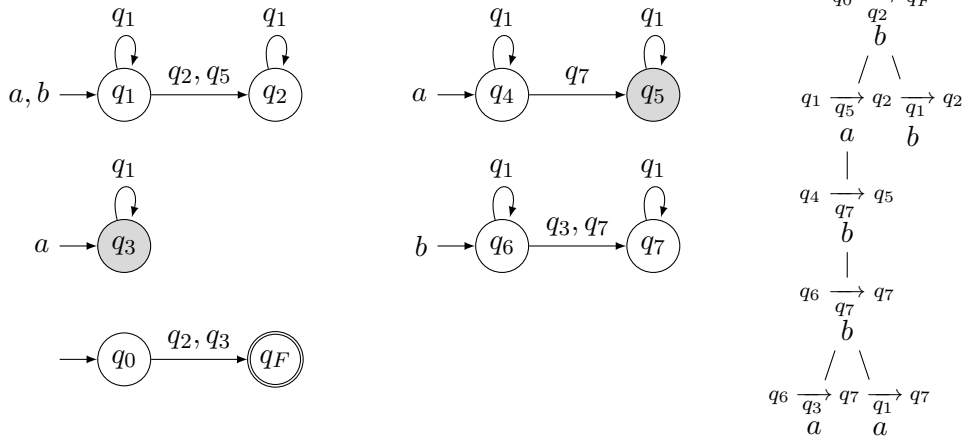 q1 q1 q1 q1
a, b q1 q2, q5 q2 a q4 q7 q5
q1 q1 q1
a q3 b q6 q3, q7 q7
q0 q2, q3 qF
q2
b
q1 → q2 → q2
q5 q1
a b
q4 → q5
q7
b
q6 → q7
q7
b
q6 → q7 → q7
q3 q1
a a